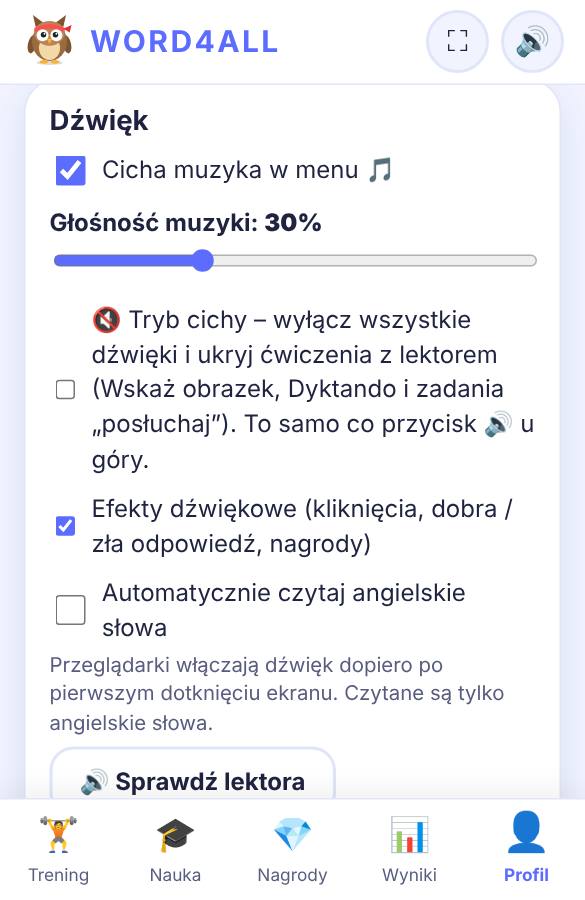 WORD4ALL
Dźwięk
Cicha muzyka w menu 🎵
Głośność muzyki: 30%
🔇 Tryb cichy – wyłącz wszystkie
dźwięki i ukryj ćwiczenia z lektorem
(Wskaż obrazek, Dyktando i zadania
„posłuchaj”). To samo co przycisk 🔊 u
góry.
Efekty dźwiękowe (kliknięcia, dobra /
zła odpowiedź, nagrody)
Automatycznie czytaj angielskie
słowa
Przeglądarki włączają dźwięk dopiero po
pierwszym dotknięciu ekranu. Czytane są tylko
angielskie słowa.
🔊 Sprawdź lektora
Trening Nauka Nagrody Wyniki Profil